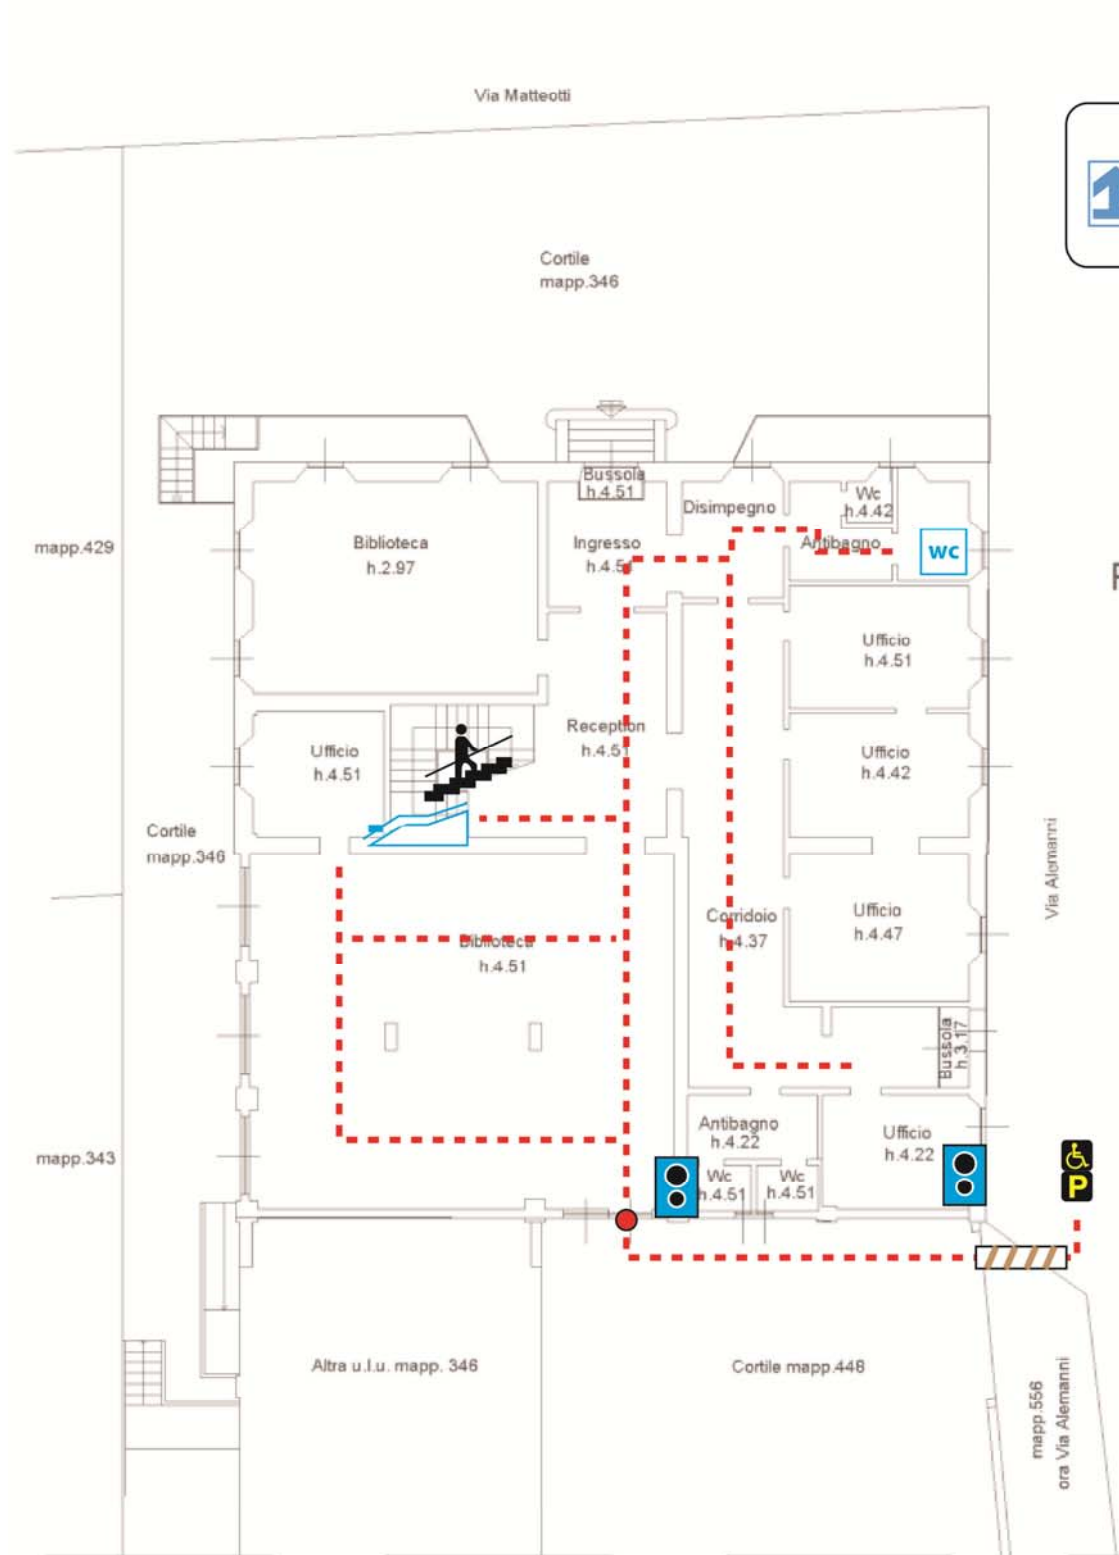 Via Matteotti
1
Cortile
mapp.346
Bussola
h.4.51
Wc
h.4.42
Disimpegno
mapp.429
Biblioteca
h.2.97
Ingresso
h.4.51
Antibagno
WC
Ufficio
h.4.51
Reception
h.4.51
Ufficio
h.4.51
Ufficio
h.4.42
Cortile
mapp.346
Via Alemanni
Corridoio
h.4.37
Ufficio
h.4.47
Biblioteca
h.4.51
Bussola
h.3.17
mapp.343
Antibagno
h.4.22
Ufficio
h.4.22
Wc
h.4.51
Wc
h.4.51
P
Altra u.I.u. mapp. 346
Cortile mapp.448
mapp.556
ora Via Alemanni